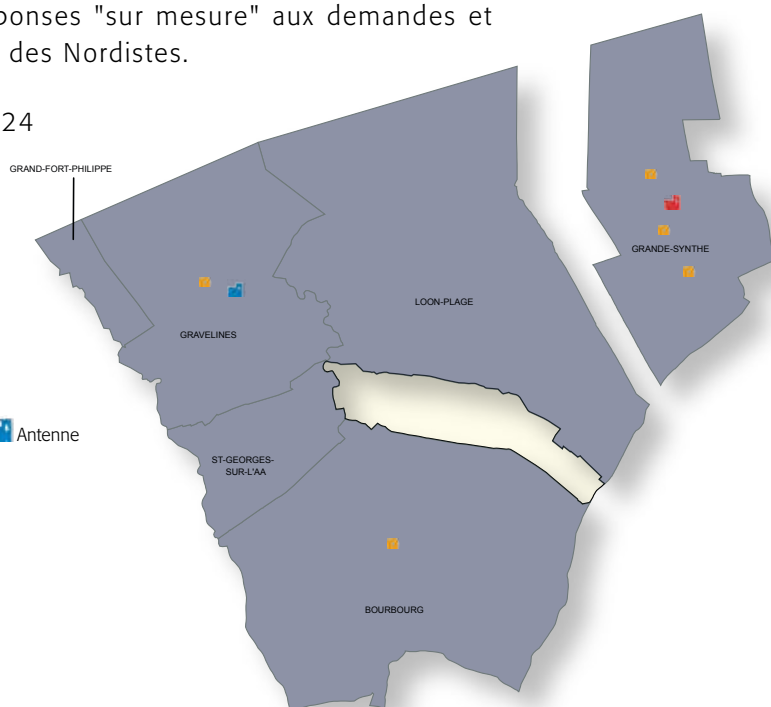 ponses "sur mesure" aux demandes et
des Nordistes.
24
GRAND-FORT-PHILIPPE
GRANDE-SYNTHE
LOON-PLAGE
GRAVELINES
Antenne
ST-GEORGES-
SUR-L'AA
BOURBOURG